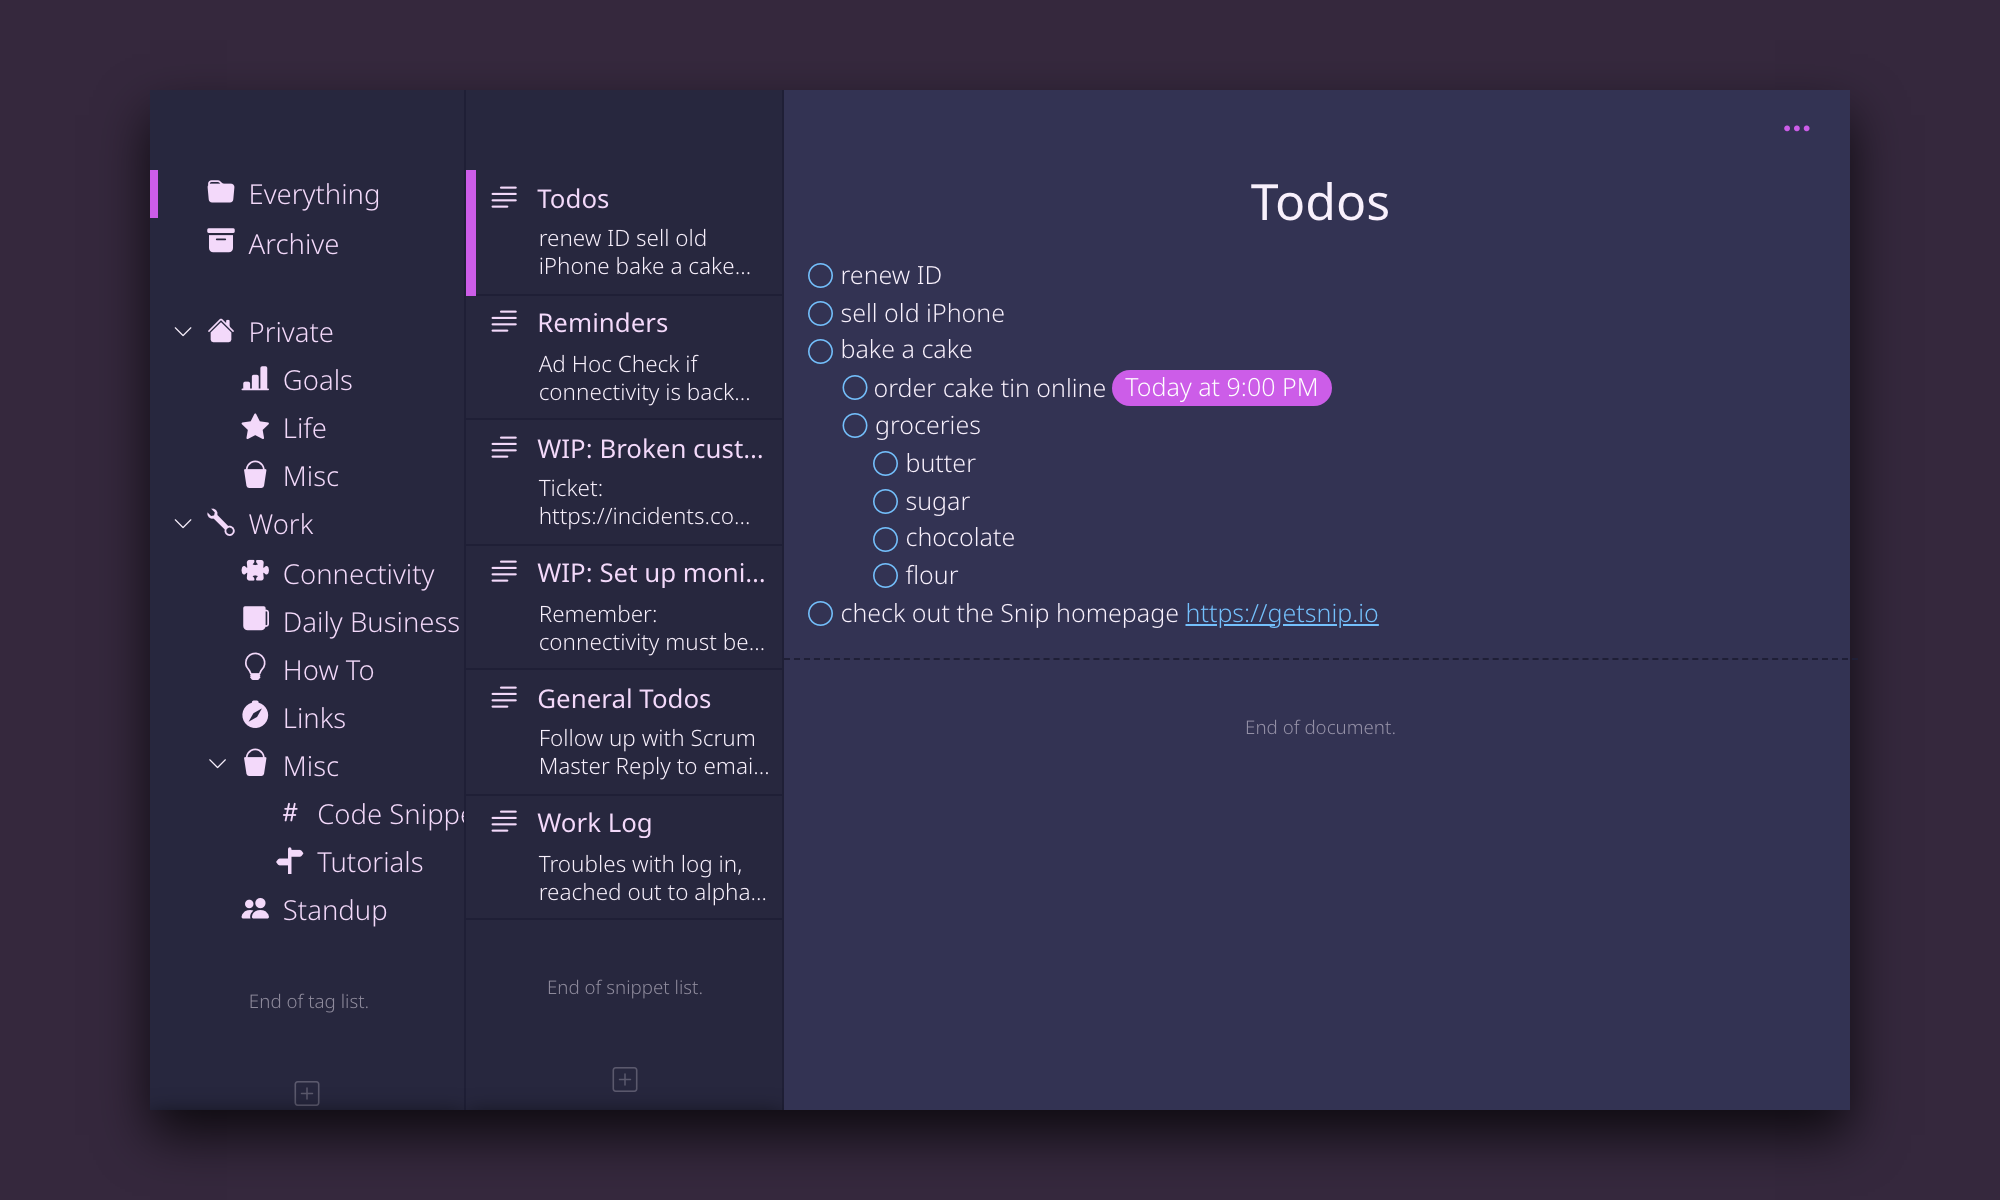 Everything
Archive
Private
Goals
Life
Misc
Work
Connectivity
Daily Business
How To
Links
Misc
# Code Snippe
Tutorials
Standup
End of tag list.
Todos
renew ID sell old
iPhone bake a cake...
Reminders
Ad Hoc Check if
connectivity is back...
WIP: Broken cust...
Ticket:
https://incidents.co...
WIP: Set up moni...
Remember:
connectivity must be...
General Todos
Follow up with Scrum
Master Reply to emai...
Work Log
Troubles with log in,
reached out to alpha...
End of snippet list.
Todos
renew ID
sell old iPhone
bake a cake
order cake tin online Today at 9:00 PM
groceries
butter
sugar
chocolate
flour
check out the Snip homepage https://getsnip.io
End of document.